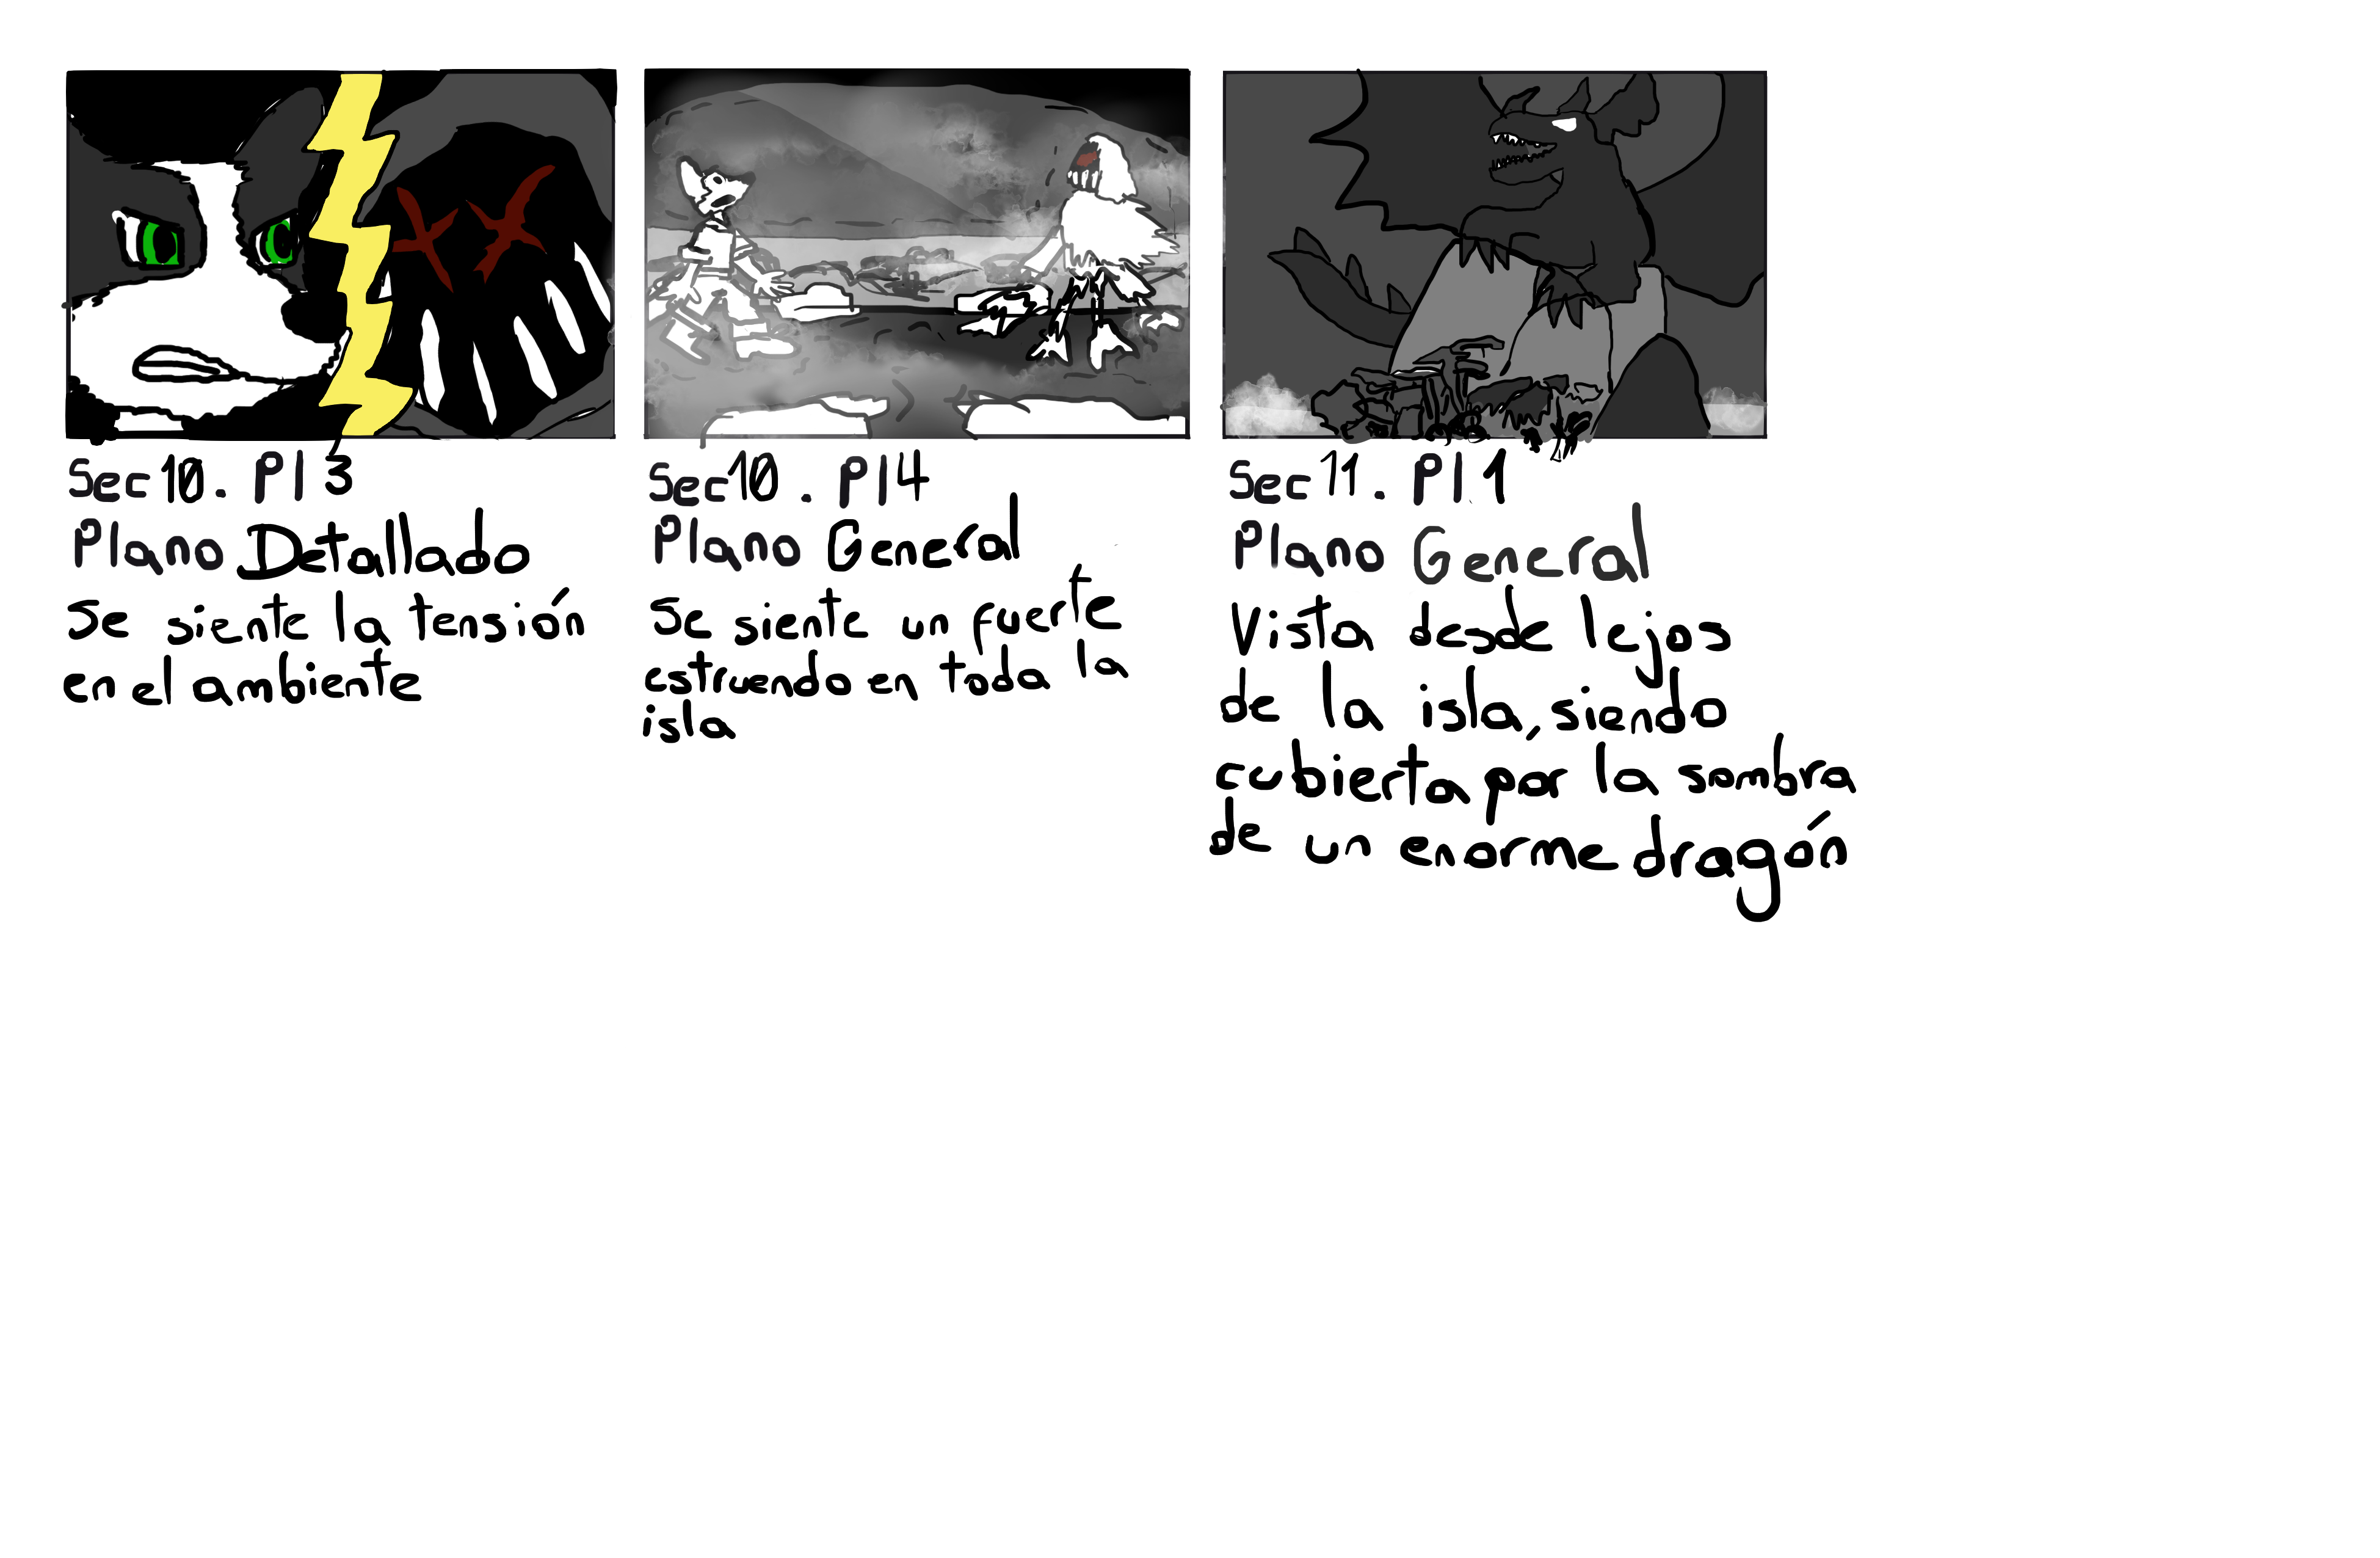 Sec 10. Pl 3
Plano Detallado
Se siente la tensión
en el ambiente
Sec 10. Pl 4
Plano General
Se siente un fuerte
estruendo en toda la
isla
Sec 11. Pl. 1
Plano General
Vista desde lejos
de la isla, siendo
cubierta pór la sombra
de un enorme dragón